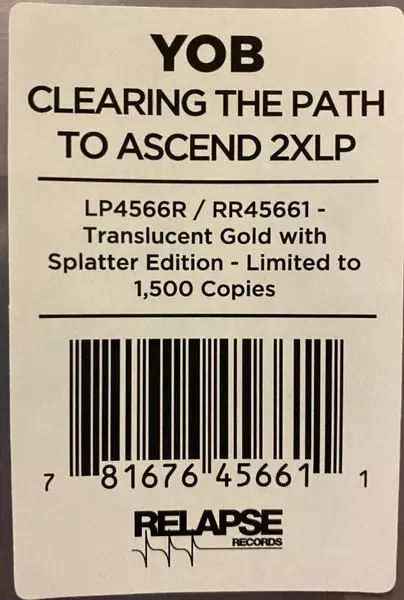 YOB
CLEARING THE PATH
TO ASCEND 2XLP
LP4566R / RR45661 -
Translucent Gold with
Splatter Edition - Limited to
1,500 Copies
7 81676 45661 1
RELAPSE
RECORDS